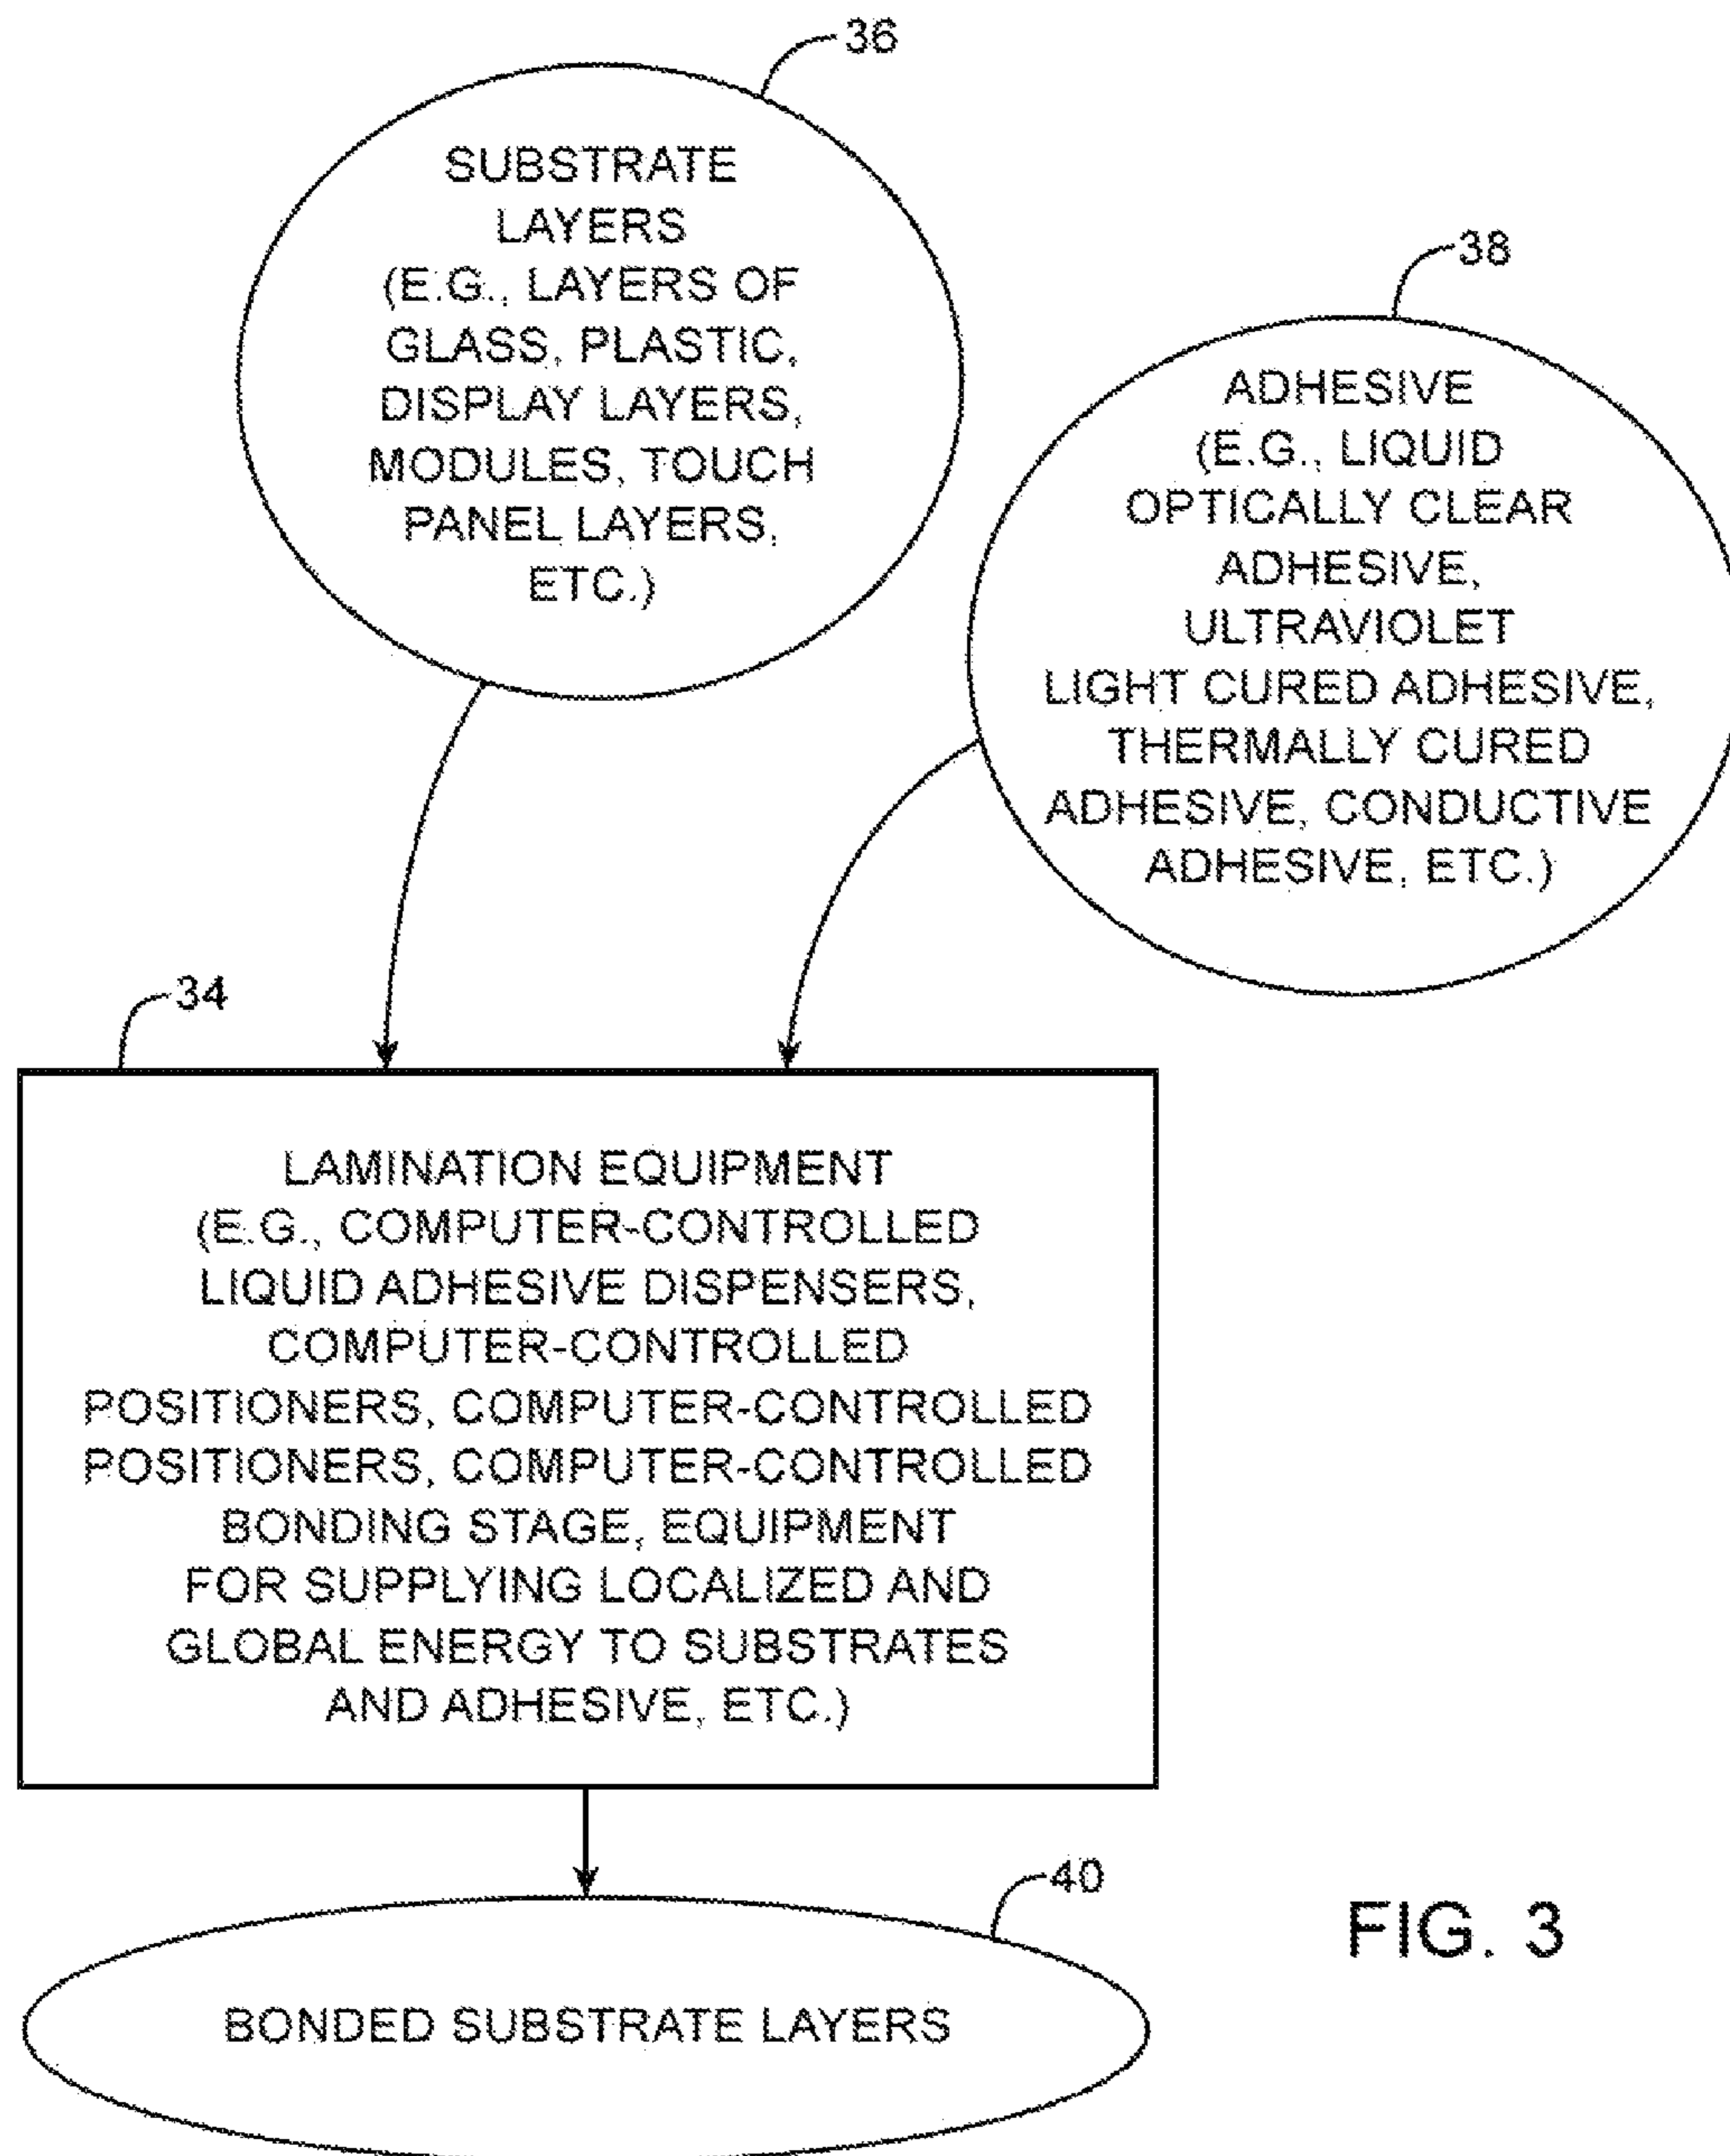 36
SUBSTRATE
LAYERS
(E.G., LAYERS OF
GLASS, PLASTIC,
DISPLAY LAYERS,
MODULES, TOUCH
PANEL LAYERS,
ETC.)
38
ADHESIVE
(E.G., LIQUID
OPTICALLY CLEAR
ADHESIVE,
ULTRAVIOLET
LIGHT CURED ADHESIVE,
THERMALLY CURED
ADHESIVE, CONDUCTIVE
ADHESIVE, ETC.)
34
LAMINATION EQUIPMENT
(E.G., COMPUTER-CONTROLLED
LIQUID ADHESIVE DISPENSERS,
COMPUTER-CONTROLLED
POSITIONERS, COMPUTER-CONTROLLED
POSITIONERS, COMPUTER-CONTROLLED
BONDING STAGE, EQUIPMENT
FOR SUPPLYING LOCALIZED AND
GLOBAL ENERGY TO SUBSTRATES
AND ADHESIVE, ETC.)
40
BONDED SUBSTRATE LAYERS
FIG. 3